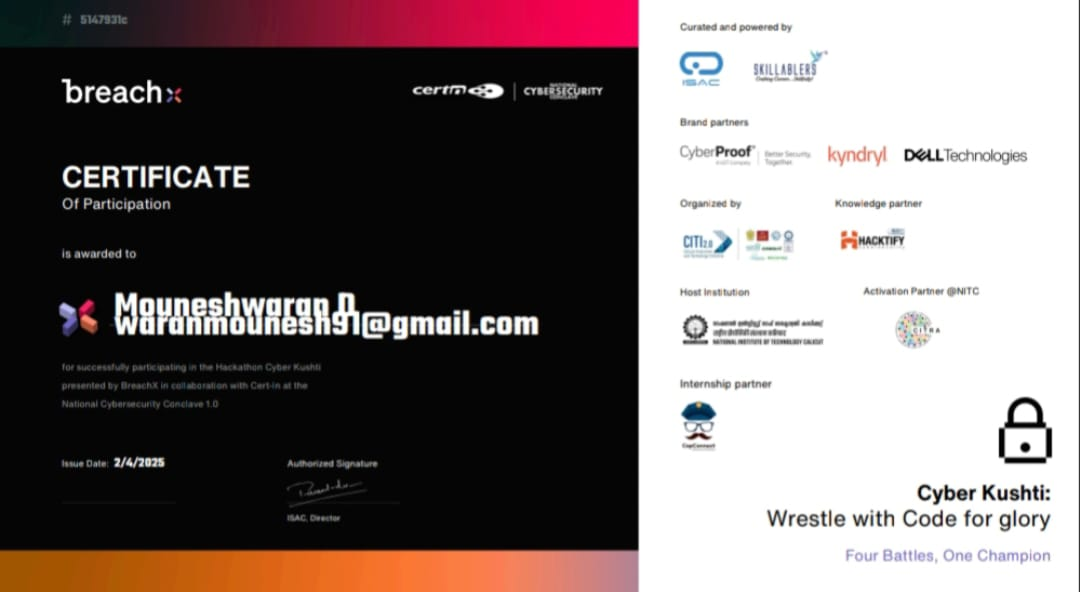 # 5147931c
breachx
certin
NATIONAL
CYBERSECURITY
CONCLAVE
CERTIFICATE
Of Participation
is awarded to
Mouneshwaran D
waranmounesh91@gmail.com
for successfully participating in the Hackathon Cyber Kushti
presented by BreachX in collaboration with Cert-in at the
National Cybersecurity Conclave 1.0
Issue Date: 2/4/2025
Authorized Signature
ISAC, Director
Curated and powered by
ISAC
SKILLABLERS
Brand partners
CyberProof
Better Security,
Together.
kyndryl
DELL Technologies
Organized by
CITI 2.0
Knowledge partner
HACKTIFY
Host Institution
NATIONAL INSTITUTE OF TECHNOLOGY CALICUT
Activation Partner @NITC
CITRA
Internship partner
CopConnect
Cyber Kushti:
Wrestle with Code for glory
Four Battles, One Champion